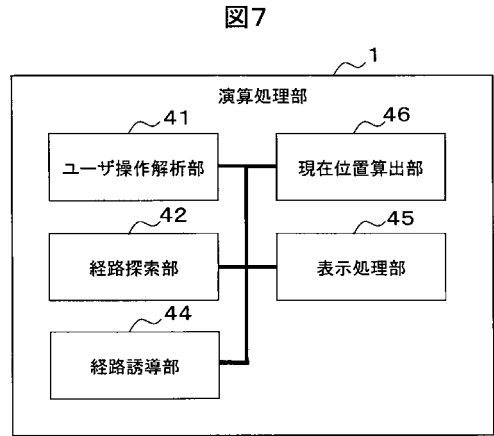 図7
1
演算処理部
41
ユーザ操作解析部
46
現在位置算出部
42
経路探索部
45
表示処理部
44
経路誘導部